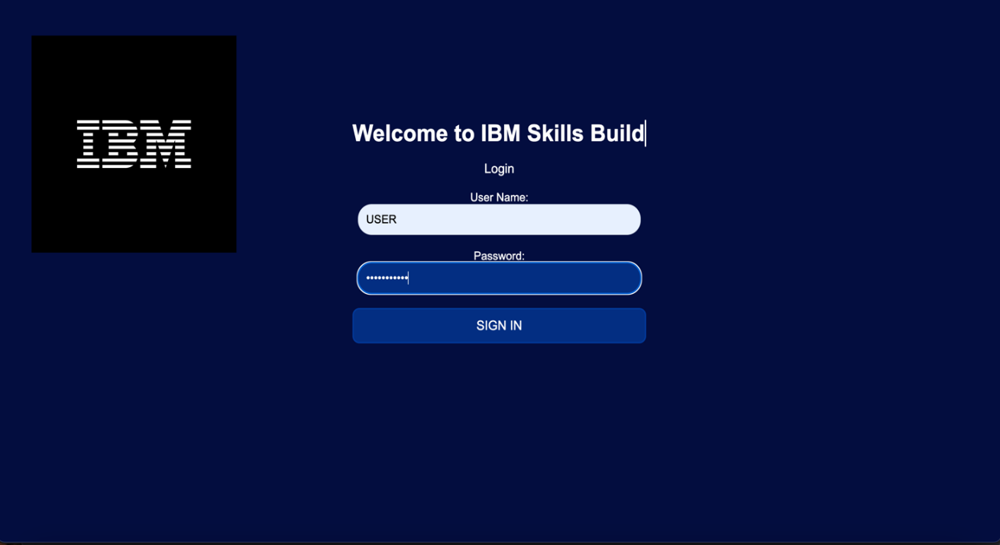 IBM
Welcome to IBM Skills Build
Login
User Name:
USER
Password:
•••••••••••
SIGN IN